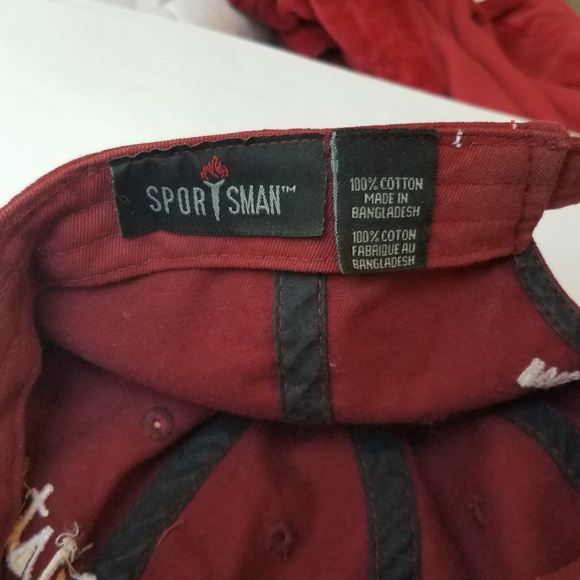 SPORTSMAN™
100% COTTON
MADE IN
BANGLADESH
100% COTON
FABRIQUE AU
BANGLADESH